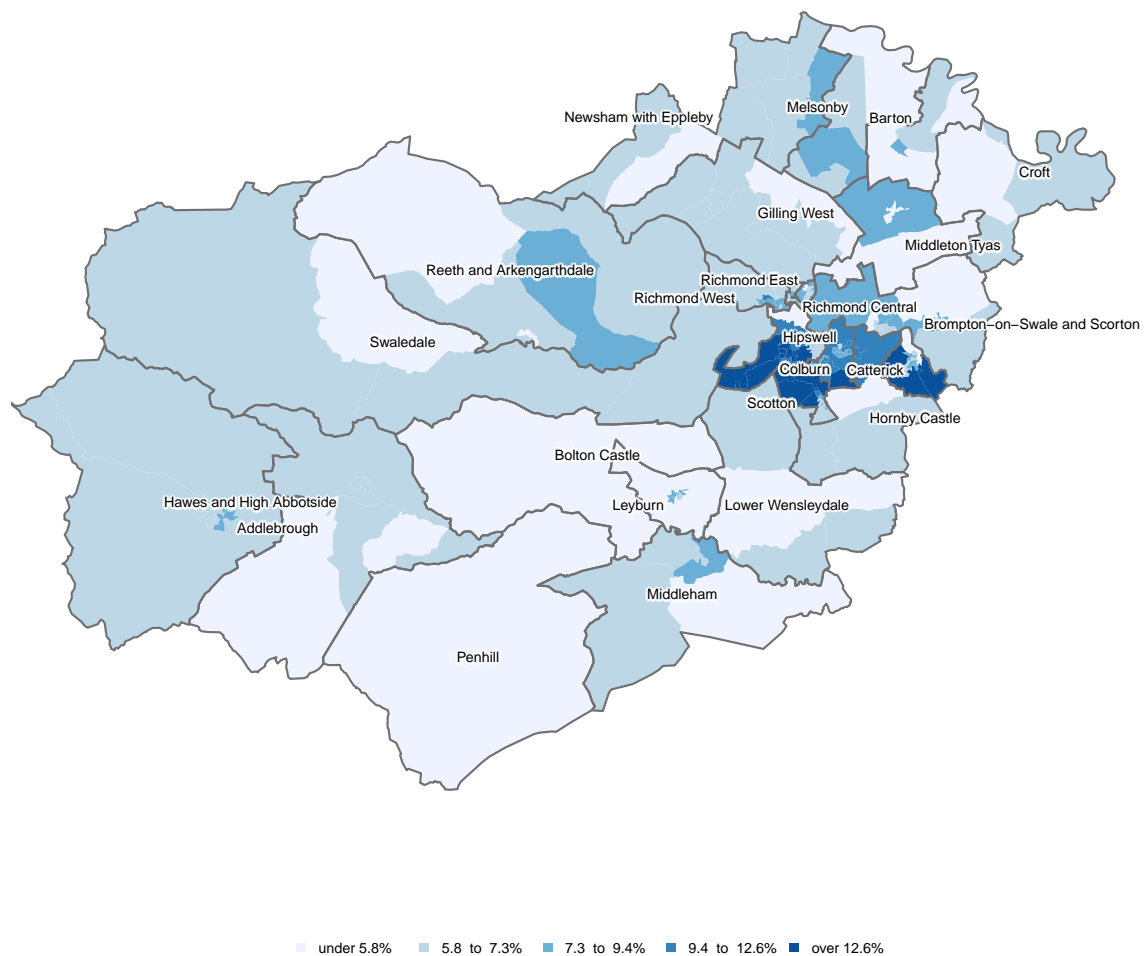 Melsonby
Newsham with Eppleby
Barton
Croft
Gilling West
Middleton Tyas
Reeth and Arkengarthdale
Richmond East
Richmond West
Richmond Central
Brompton−on−Swale and Scorton
Swaledale
Hipswell
Colburn
Catterick
Scotton
Hornby Castle
Bolton Castle
Hawes and High Abbotside
Leyburn
Lower Wensleydale
Addlebrough
Middleham
Penhill
under 5.8% 5.8 to 7.3% 7.3 to 9.4% 9.4 to 12.6% over 12.6%